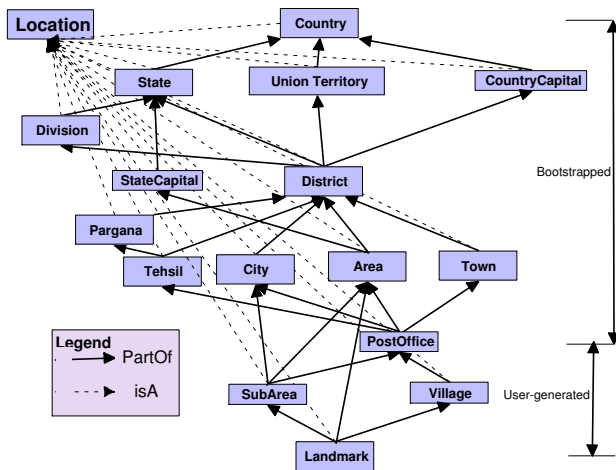 Location
Country
State
Union Territory
CountryCapital
Division
StateCapital
District
Bootstrapped
Pargana
Tehsil
City
Area
Town
PostOffice
Legend
PartOf
isA
SubArea
Village
User-generated
Landmark